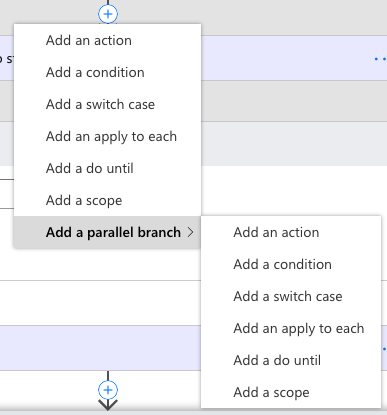 Add an action
Add a condition
Add a switch case
Add an apply to each
Add a do until
Add a scope
Add a parallel branch
Add an action
Add a condition
Add a switch case
Add an apply to each
Add a do until
Add a scope